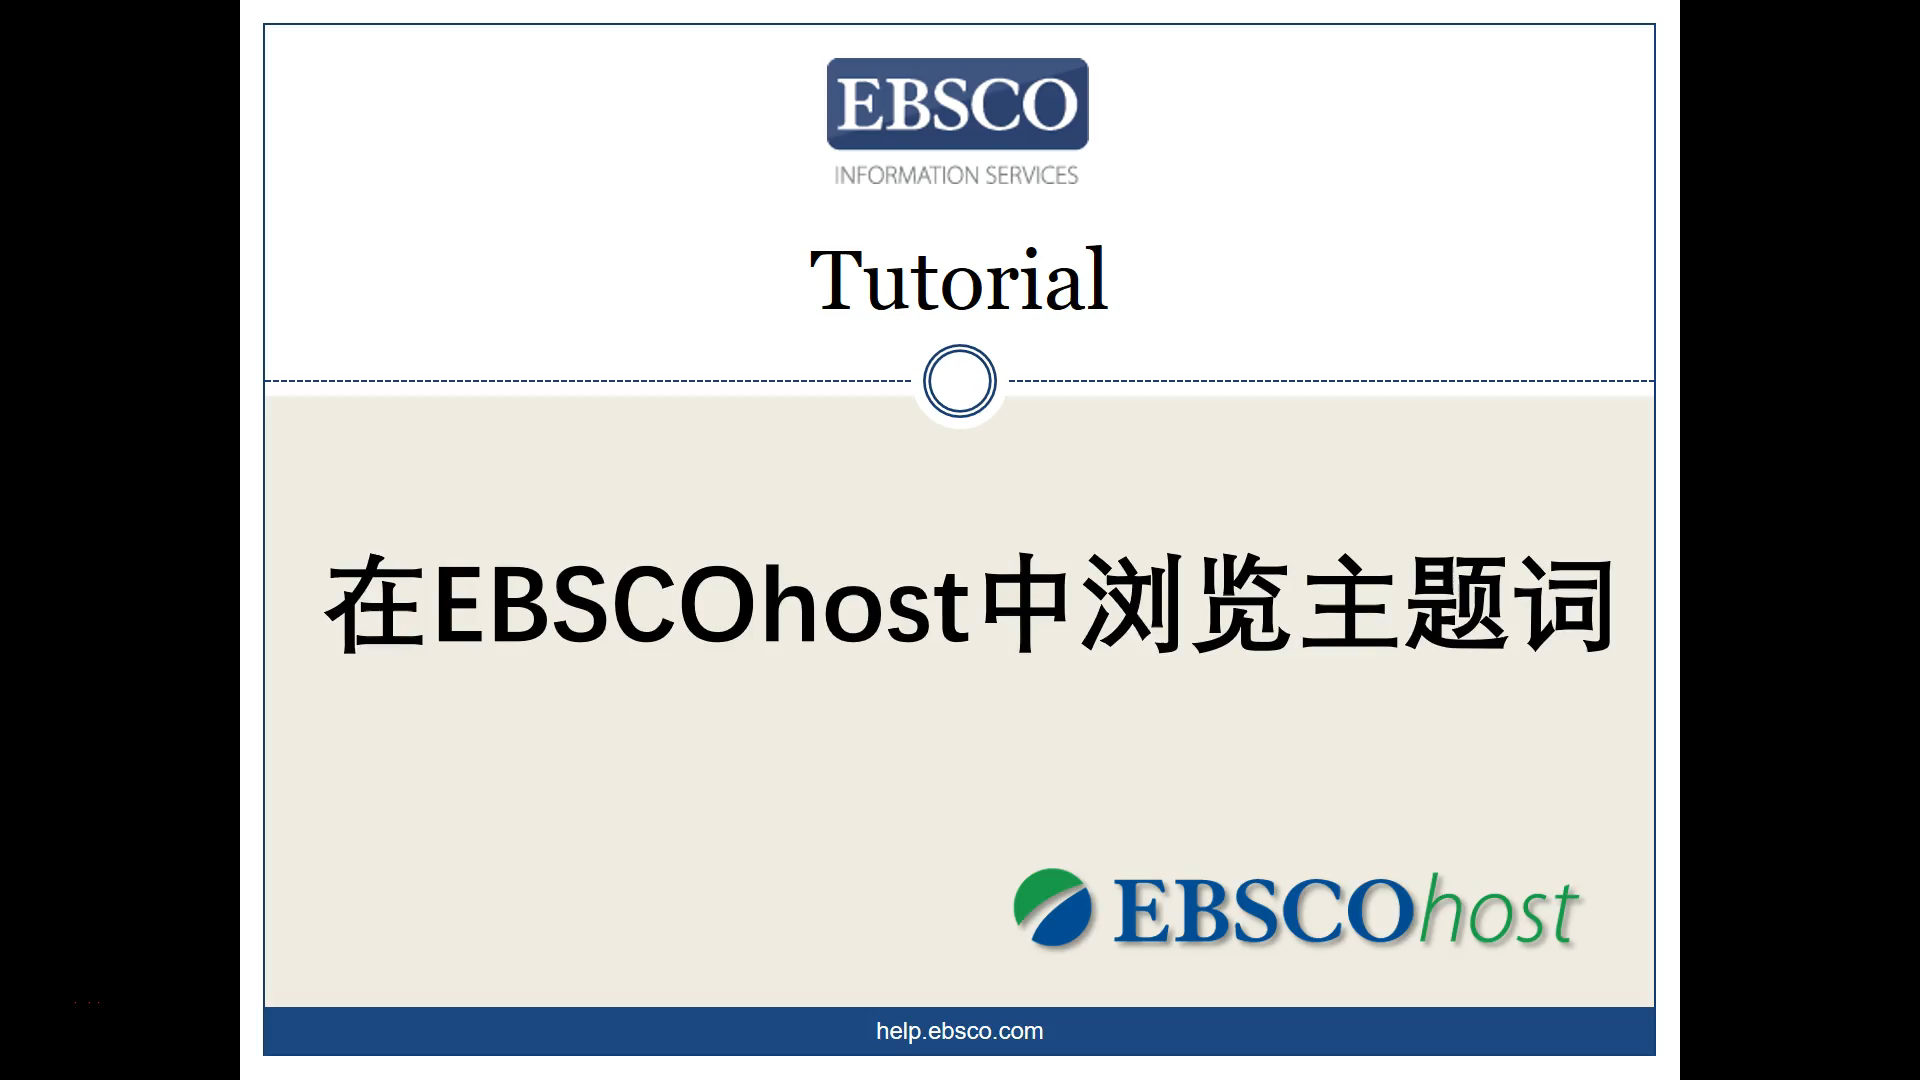 EBSCO
INFORMATION SERVICES
Tutorial
在EBSCOhost中浏览主题词
EBSCOhost
help.ebsco.com